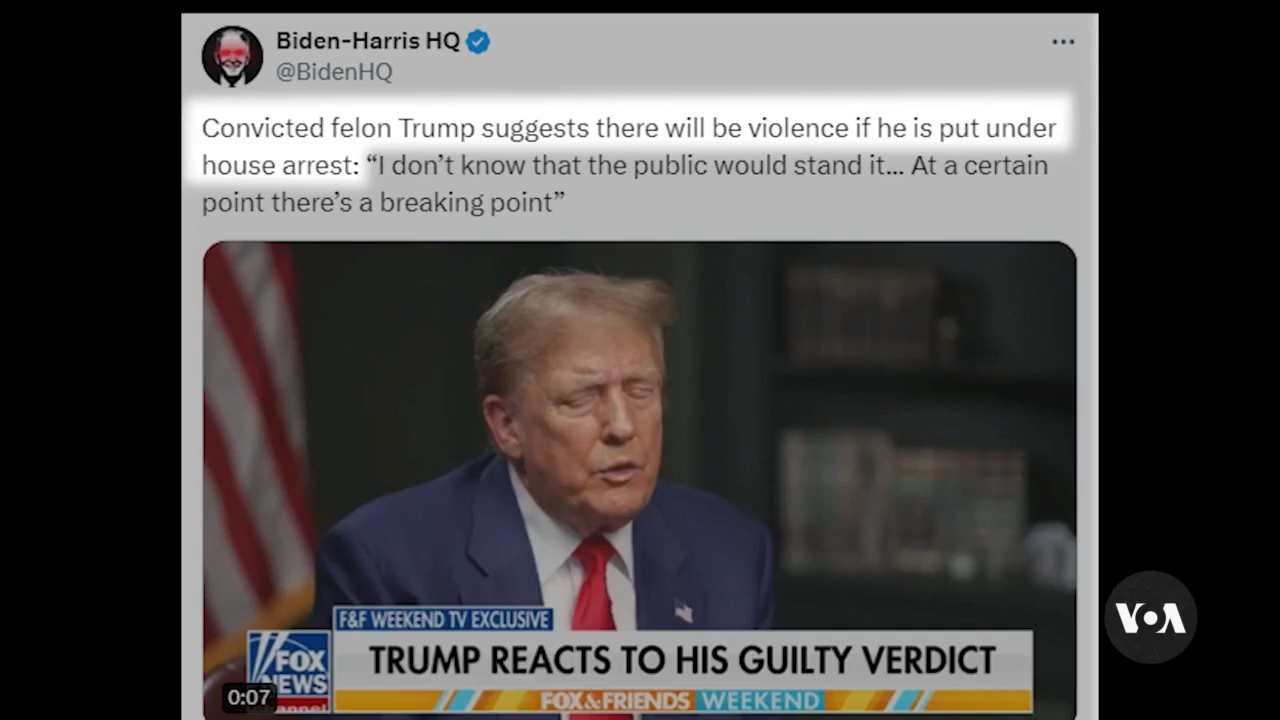 Biden-Harris HQ
@BidenHQ
Convicted felon Trump suggests there will be violence if he is put under
house arrest: “I don’t know that the public would stand it... At a certain
point there’s a breaking point”
F&F WEEKEND TV EXCLUSIVE
FOX
NEWS
channel
TRUMP REACTS TO HIS GUILTY VERDICT
0:07
FOX&FRIENDS WEEKEND
VOA